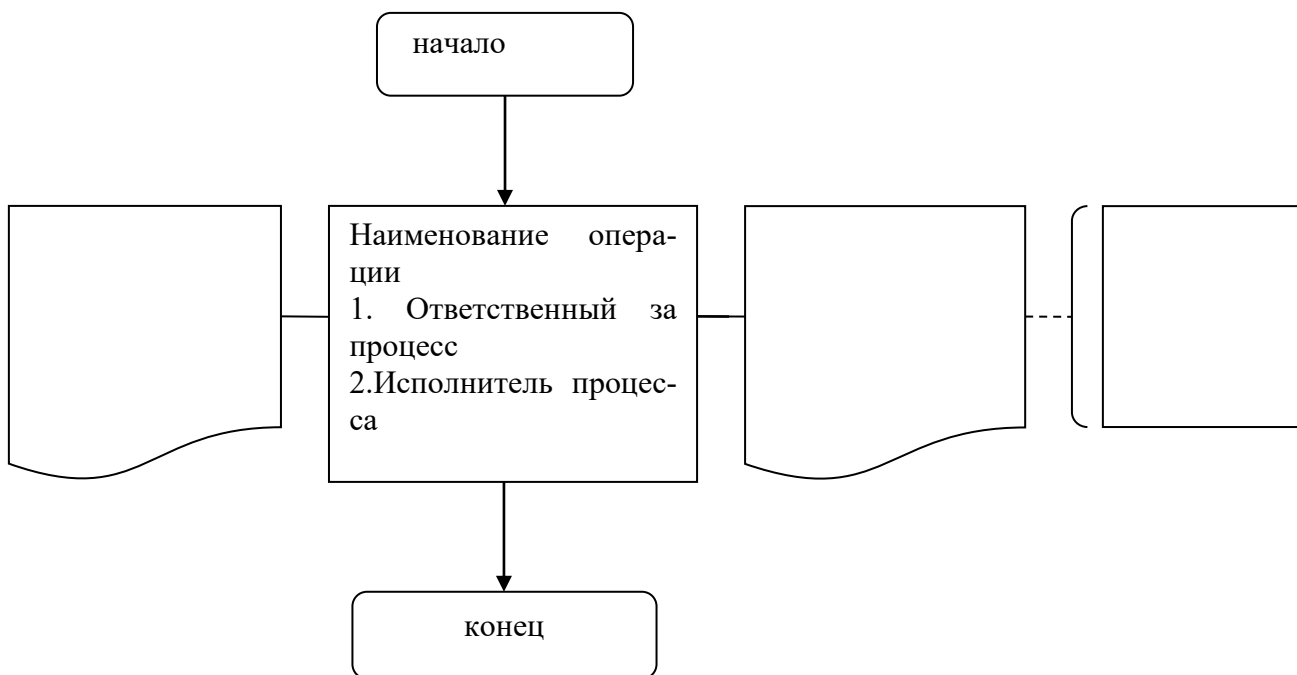 начало
Наименование опера-
ции
1. Ответственный за
процесс
2.Исполнитель процес-
са
конец